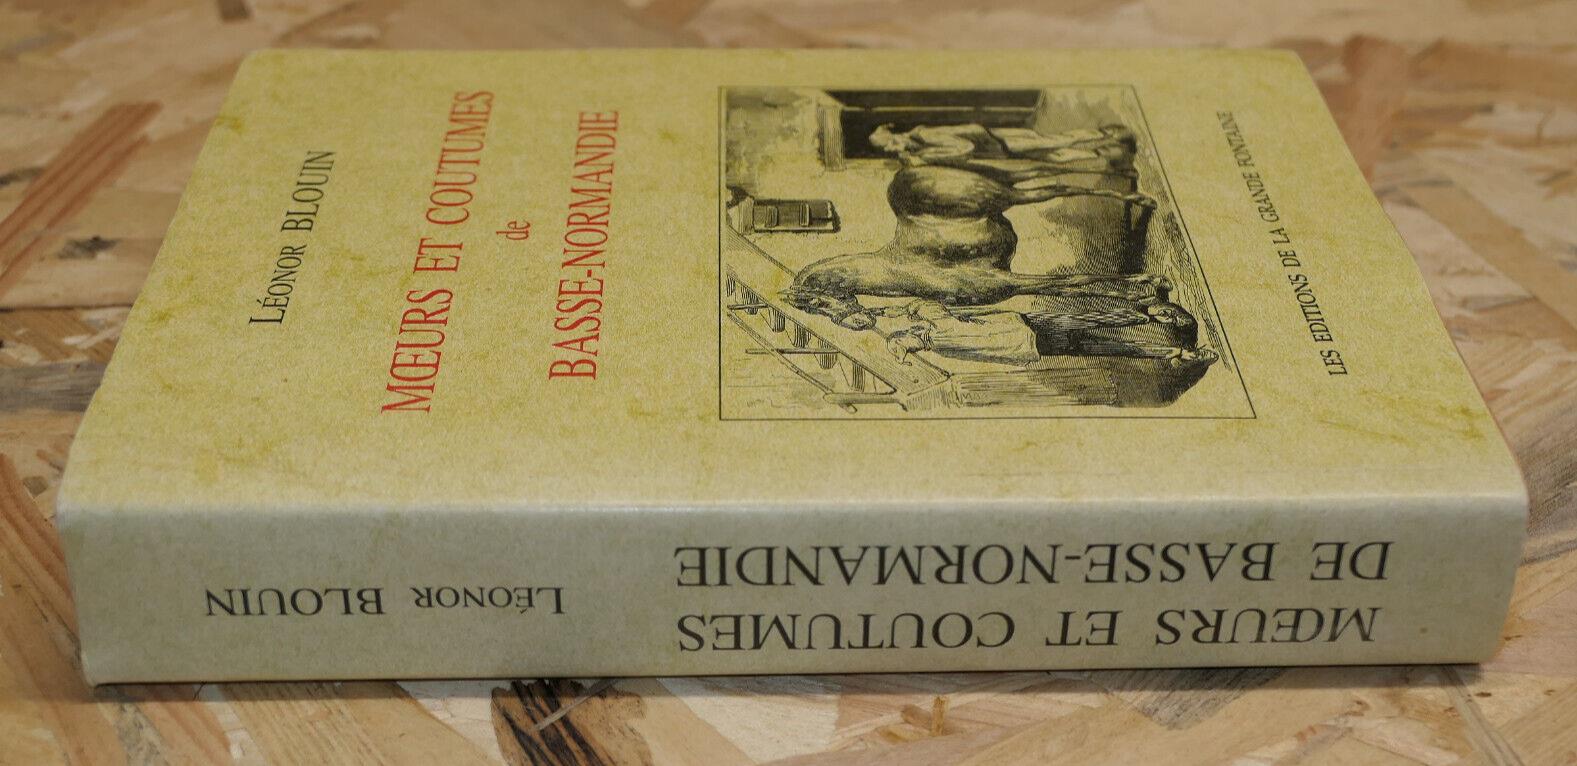 LÉONOR BLOUIN
MŒURS ET COUTUMES
de
BASSE-NORMANDIE
LES EDITIONS DE LA GRANDE FONTAINE
LÉONOR BLOUIN
MŒURS ET COUTUMES
DE BASSE-NORMANDIE